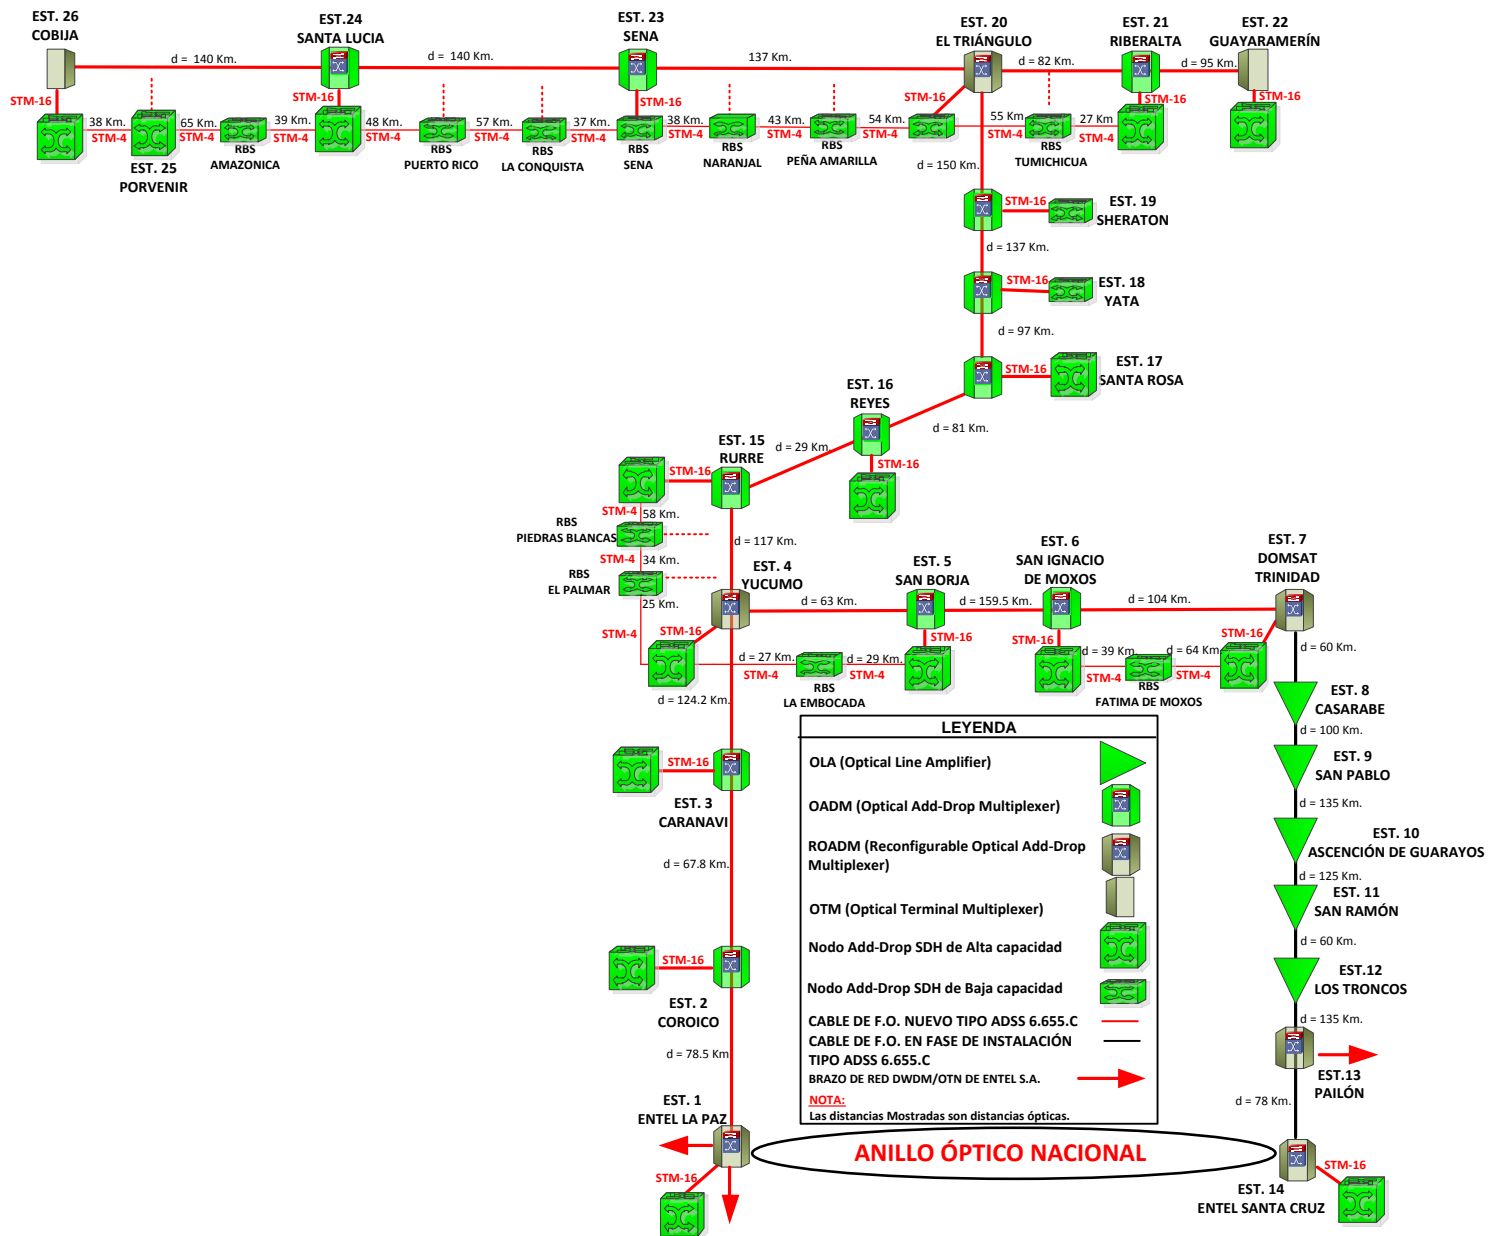 EST. 26
COBIJA
EST.24
SANTA LUCIA
EST. 23
SENA
EST. 20
EL TRIÁNGULO
EST. 21
RIBERALTA
EST. 22
GUAYARAMERÍN
d = 140 Km.
d = 140 Km.
137 Km.
d = 82 Km.
d = 95 Km.
STM-16
STM-16
STM-16
STM-16
STM-16
STM-16
38 Km.
STM-4
65 Km.
STM-4
39 Km.
STM-4
48 Km.
STM-4
57 Km.
STM-4
37 Km.
STM-4
38 Km.
STM-4
43 Km.
STM-4
54 Km.
STM-4
55 Km
STM-4
27 Km
STM-4
EST. 25
PORVENIR
RBS
AMAZONICA
RBS
PUERTO RICO
RBS
LA CONQUISTA
RBS
SENA
RBS
NARANJAL
RBS
PEÑA AMARILLA
RBS
TUMICHICUA
d = 150 Km.
STM-16
EST. 19
SHERATON
d = 137 Km.
STM-16
EST. 18
YATA
d = 97 Km.
STM-16
EST. 17
SANTA ROSA
EST. 16
REYES
d = 81 Km.
STM-16
d = 29 Km.
EST. 15
RURRE
STM-16
STM-4
58 Km.
RBS
PIEDRAS BLANCAS
d = 117 Km.
STM-4
34 Km.
RBS
EL PALMAR
25 Km.
STM-4
EST. 4
YUCUMO
STM-16
d = 63 Km.
EST. 5
SAN BORJA
d = 159.5 Km.
EST. 6
SAN IGNACIO
DE MOXOS
d = 104 Km.
EST. 7
DOMSAT
TRINIDAD
STM-16
STM-16
STM-16
d = 27 Km.
STM-4
d = 29 Km.
STM-4
RBS
LA EMBOCADA
d = 39 Km.
STM-4
d = 64 Km.
STM-4
RBS
FATIMA DE MOXOS
d = 60 Km.
EST. 8
CASARABE
d = 100 Km.
EST. 9
SAN PABLO
d = 135 Km.
EST. 10
ASCENCIÓN DE GUARAYOS
d = 125 Km.
EST. 11
SAN RAMÓN
d = 60 Km.
EST.12
LOS TRONCOS
d = 135 Km.
EST.13
PAILÓN
d = 78 Km.
STM-16
EST. 14
ENTEL SANTA CRUZ
d = 124.2 Km.
STM-16
EST. 3
CARANAVI
d = 67.8 Km.
STM-16
EST. 2
COROICO
d = 78.5 Km
EST. 1
ENTEL LA PAZ
STM-16
ANILLO ÓPTICO NACIONAL
LEYENDA
OLA (Optical Line Amplifier)
OADM (Optical Add-Drop Multiplexer)
ROADM (Reconfigurable Optical Add-Drop
Multiplexer)
OTM (Optical Terminal Multiplexer)
Nodo Add-Drop SDH de Alta capacidad
Nodo Add-Drop SDH de Baja capacidad
CABLE DE F.O. NUEVO TIPO ADSS 6.655.C
CABLE DE F.O. EN FASE DE INSTALACIÓN
TIPO ADSS 6.655.C
BRAZO DE RED DWDM/OTN DE ENTEL S.A.
NOTA:
Las distancias Mostradas son distancias ópticas.